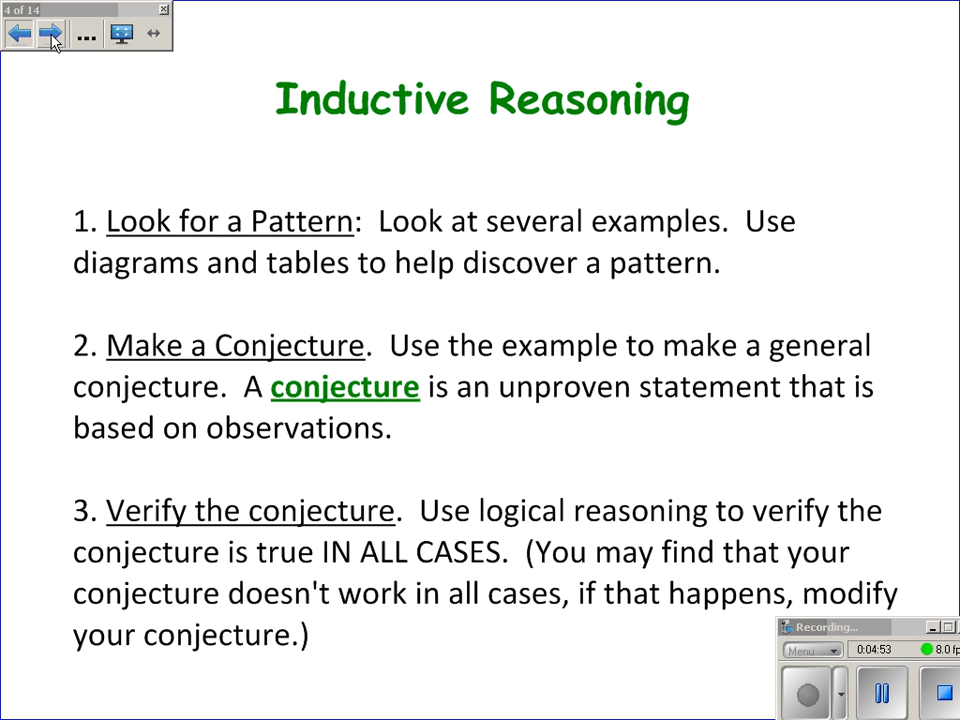 4 of 14
Inductive Reasoning
1. Look for a Pattern:  Look at several examples.  Use
diagrams and tables to help discover a pattern.
2. Make a Conjecture.  Use the example to make a general
conjecture.  A conjecture is an unproven statement that is
based on observations.
3. Verify the conjecture.  Use logical reasoning to verify the
conjecture is true IN ALL CASES.  (You may find that your
conjecture doesn't work in all cases, if that happens, modify
your conjecture.)
Recording...
Menu 0:04:53 8.0 fp